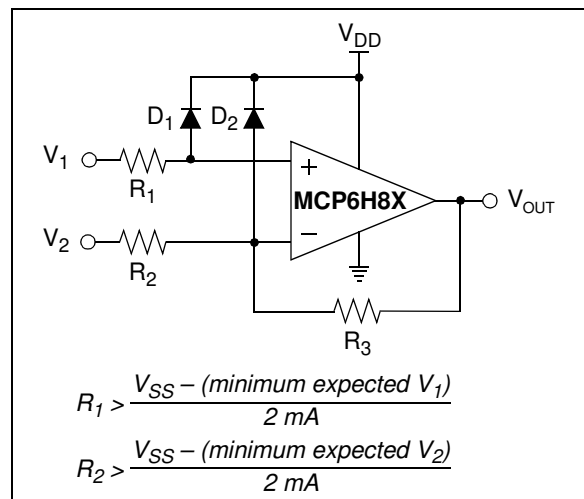 V_DD
D_1 D_2
V_1
R_1
+
MCP6H8X
V_OUT
V_2
–
R_2
R_3
R_1 > V_SS – (minimum expected V_1) / 2 mA
R_2 > V_SS – (minimum expected V_2) / 2 mA